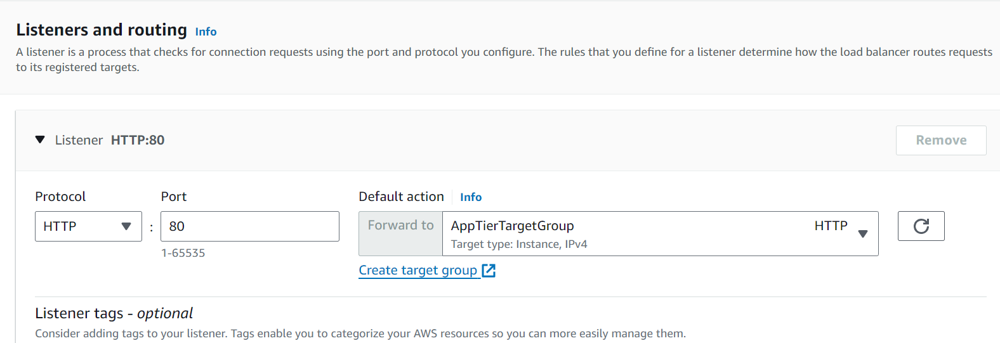 Listeners and routing Info
A listener is a process that checks for connection requests using the port and protocol you configure. The rules that you define for a listener determine how the load balancer routes requests
to its registered targets.
Listener HTTP:80
Remove
Protocol
Port
Default action
Info
HTTP
:
80
Forward to
AppTierTargetGroup
HTTP
Target type: Instance, IPv4
1-65535
Create target group
Listener tags - optional
Consider adding tags to your listener. Tags enable you to categorize your AWS resources so you can more easily manage them.